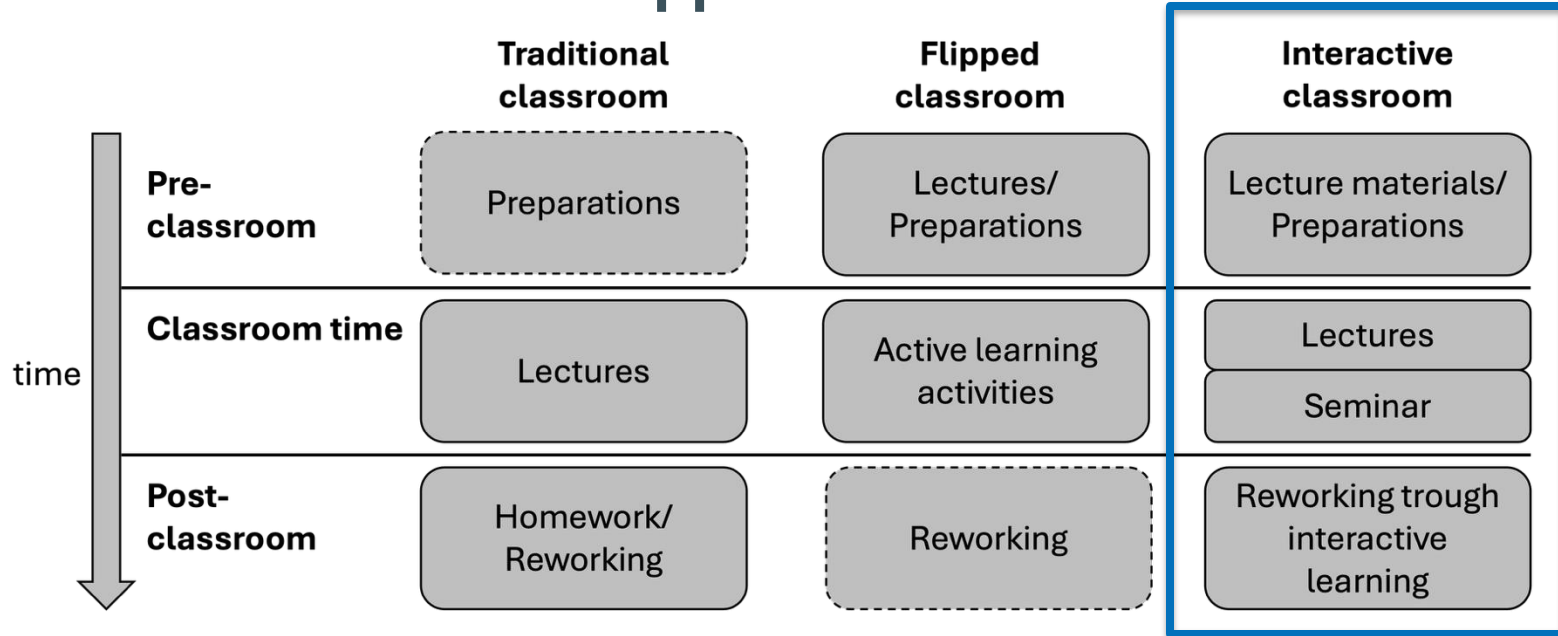 Traditional
classroom
Flipped
classroom
Interactive
classroom
Pre-
classroom
Preparations
Lectures/
Preparations
Lecture materials/
Preparations
time
Classroom time
Lectures
Active learning
activities
Lectures
Seminar
Post-
classroom
Homework/
Reworking
Reworking
Reworking trough
interactive
learning